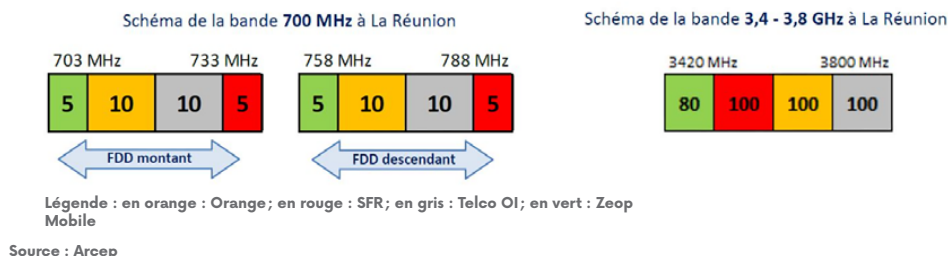 Schéma de la bande 700 MHz à La Réunion
703 MHz 733 MHz
5 10 10 5
FDD montant
758 MHz 788 MHz
5 10 10 5
FDD descendant
Schéma de la bande 3,4 - 3,8 GHz à La Réunion
3420 MHz 3800 MHz
80 100 100 100
Légende : en orange : Orange; en rouge : SFR; en gris : Telco OI; en vert : Zeop
Mobile
Source : Arcep